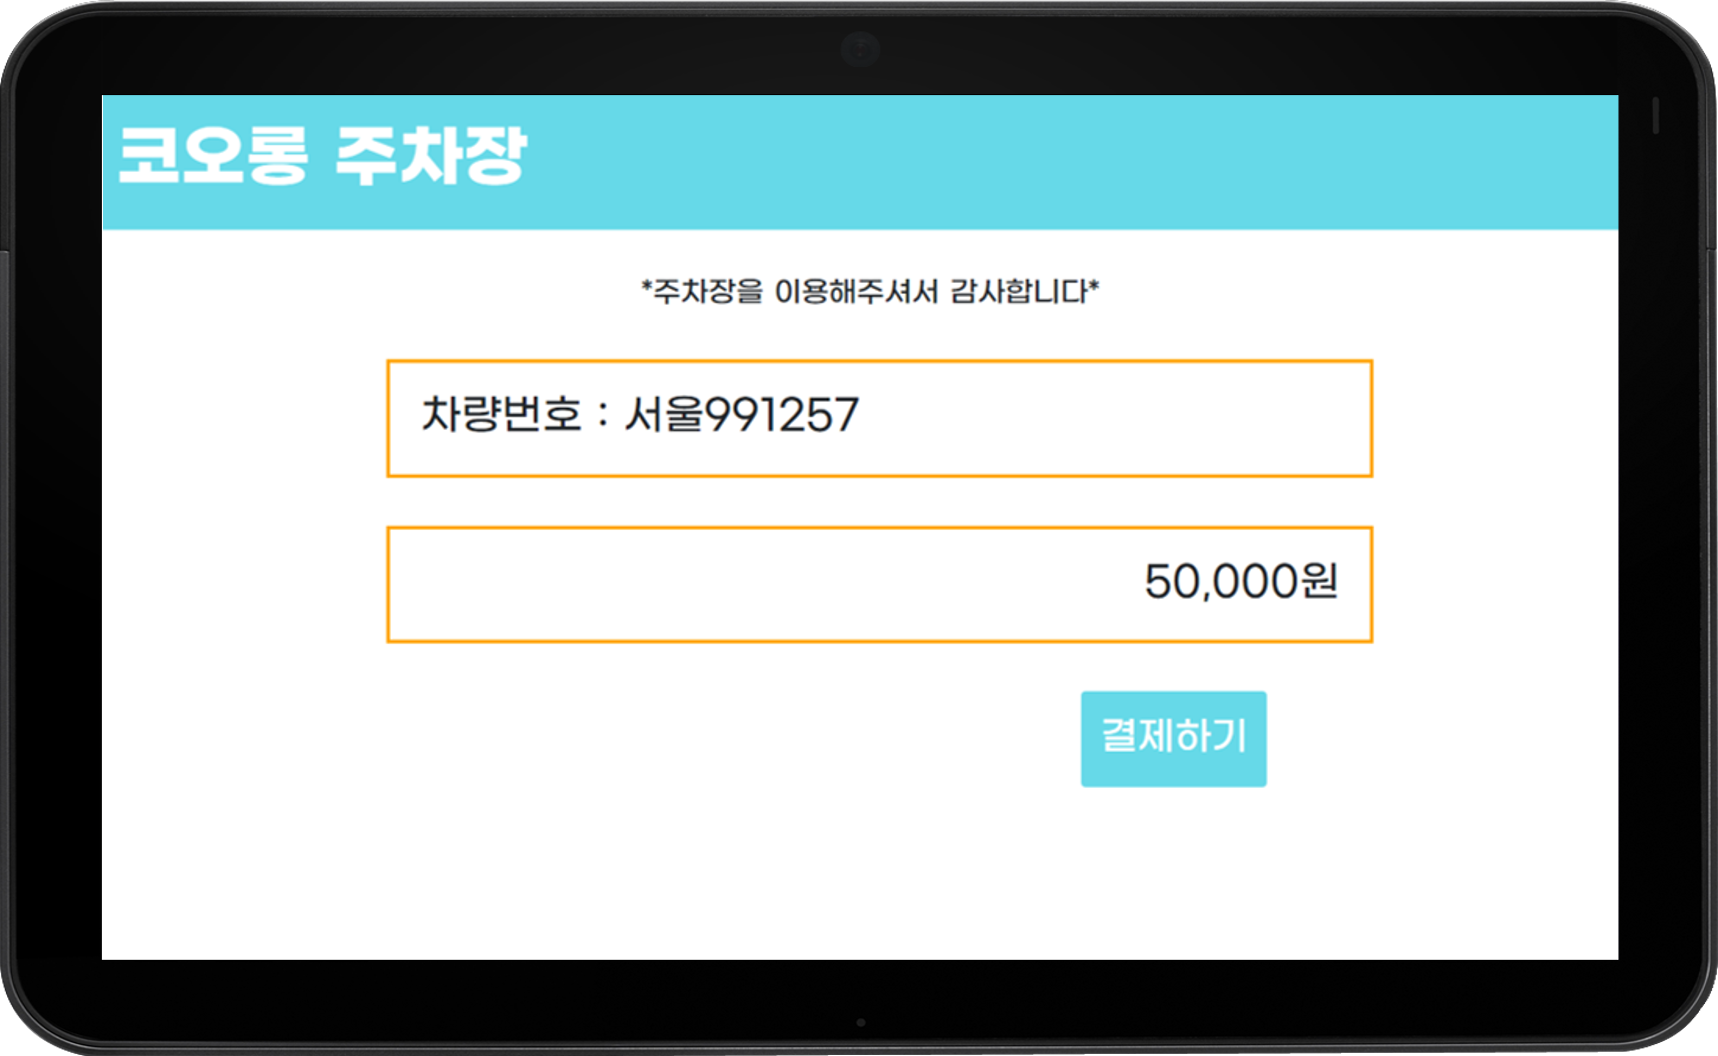 코오롱 주차장
*주차장을 이용해주셔서 감사합니다*
차량번호 : 서울991257
50,000원
결제하기